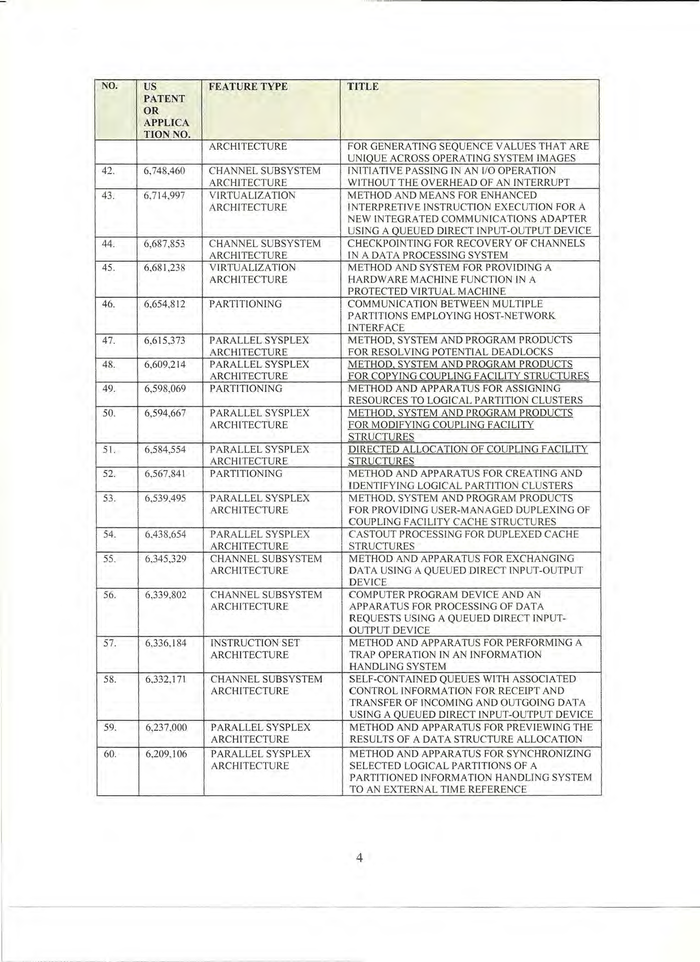 NO. US FEATURE TYPE TITLE
PATENT
OR
APPLICA
TION NO.
ARCHITECTURE FOR GENERATING SEQUENCE VALUES THAT ARE
UNIQUE ACROSS OPERATING SYSTEM IMAGES
42. 6,748,460 CHANNEL SUBSYSTEM INITIATIVE PASSING IN AN I/O OPERATION
ARCHITECTURE WITHOUT THE OVERHEAD OF AN INTERRUPT
43. 6,714,997 VIRTUALIZATION METHOD AND MEANS FOR ENHANCED
ARCHITECTURE INTERPRETIVE INSTRUCTION EXECUTION FOR A
NEW INTEGRATED COMMUNICATIONS ADAPTER
USING A QUEUED DIRECT INPUT-OUTPUT DEVICE
44. 6,687,853 CHANNEL SUBSYSTEM CHECKPOINTING FOR RECOVERY OF CHANNELS
ARCHITECTURE IN A DATA PROCESSING SYSTEM
45. 6,681,238 VIRTUALIZATION METHOD AND SYSTEM FOR PROVIDING A
ARCHITECTURE HARDWARE MACHINE FUNCTION IN A
PROTECTED VIRTUAL MACHINE
46. 6,654,812 PARTITIONING COMMUNICATION BETWEEN MULTIPLE
PARTITIONS EMPLOYING HOST-NETWORK
INTERFACE
47. 6,615,373 PARALLEL SYSPLEX METHOD, SYSTEM AND PROGRAM PRODUCTS
ARCHITECTURE FOR RESOLVING POTENTIAL DEADLOCKS
48. 6,609,214 PARALLEL SYSPLEX METHOD, SYSTEM AND PROGRAM PRODUCTS
ARCHITECTURE FOR COPYING COUPLING FACILITY STRUCTURES
49. 6,598,069 PARTITIONING METHOD AND APPARATUS FOR ASSIGNING
RESOURCES TO LOGICAL PARTITION CLUSTERS
50. 6,594,667 PARALLEL SYSPLEX METHOD, SYSTEM AND PROGRAM PRODUCTS
ARCHITECTURE FOR MODIFYING COUPLING FACILITY
STRUCTURES
51. 6,584,554 PARALLEL SYSPLEX DIRECTED ALLOCATION OF COUPLING FACILITY
ARCHITECTURE STRUCTURES
52. 6,567,841 PARTITIONING METHOD AND APPARATUS FOR CREATING AND
IDENTIFYING LOGICAL PARTITION CLUSTERS
53. 6,539,495 PARALLEL SYSPLEX METHOD, SYSTEM AND PROGRAM PRODUCTS
ARCHITECTURE FOR PROVIDING USER-MANAGED DUPLEXING OF
COUPLING FACILITY CACHE STRUCTURES
54. 6,438,654 PARALLEL SYSPLEX CASTOUT PROCESSING FOR DUPLEXED CACHE
ARCHITECTURE STRUCTURES
55. 6,345,329 CHANNEL SUBSYSTEM METHOD AND APPARATUS FOR EXCHANGING
ARCHITECTURE DATA USING A QUEUED DIRECT INPUT-OUTPUT
DEVICE
56. 6,339,802 CHANNEL SUBSYSTEM COMPUTER PROGRAM DEVICE AND AN
ARCHITECTURE APPARATUS FOR PROCESSING OF DATA
REQUESTS USING A QUEUED DIRECT INPUT-
OUTPUT DEVICE
57. 6,336,184 INSTRUCTION SET METHOD AND APPARATUS FOR PERFORMING A
ARCHITECTURE TRAP OPERATION IN AN INFORMATION
HANDLING SYSTEM
58. 6,332,171 CHANNEL SUBSYSTEM SELF-CONTAINED QUEUES WITH ASSOCIATED
ARCHITECTURE CONTROL INFORMATION FOR RECEIPT AND
TRANSFER OF INCOMING AND OUTGOING DATA
USING A QUEUED DIRECT INPUT-OUTPUT DEVICE
59. 6,237,000 PARALLEL SYSPLEX METHOD AND APPARATUS FOR PREVIEWING THE
ARCHITECTURE RESULTS OF A DATA STRUCTURE ALLOCATION
60. 6,209,106 PARALLEL SYSPLEX METHOD AND APPARATUS FOR SYNCHRONIZING
ARCHITECTURE SELECTED LOGICAL PARTITIONS OF A
PARTITIONED INFORMATION HANDLING SYSTEM
TO AN EXTERNAL TIME REFERENCE
4